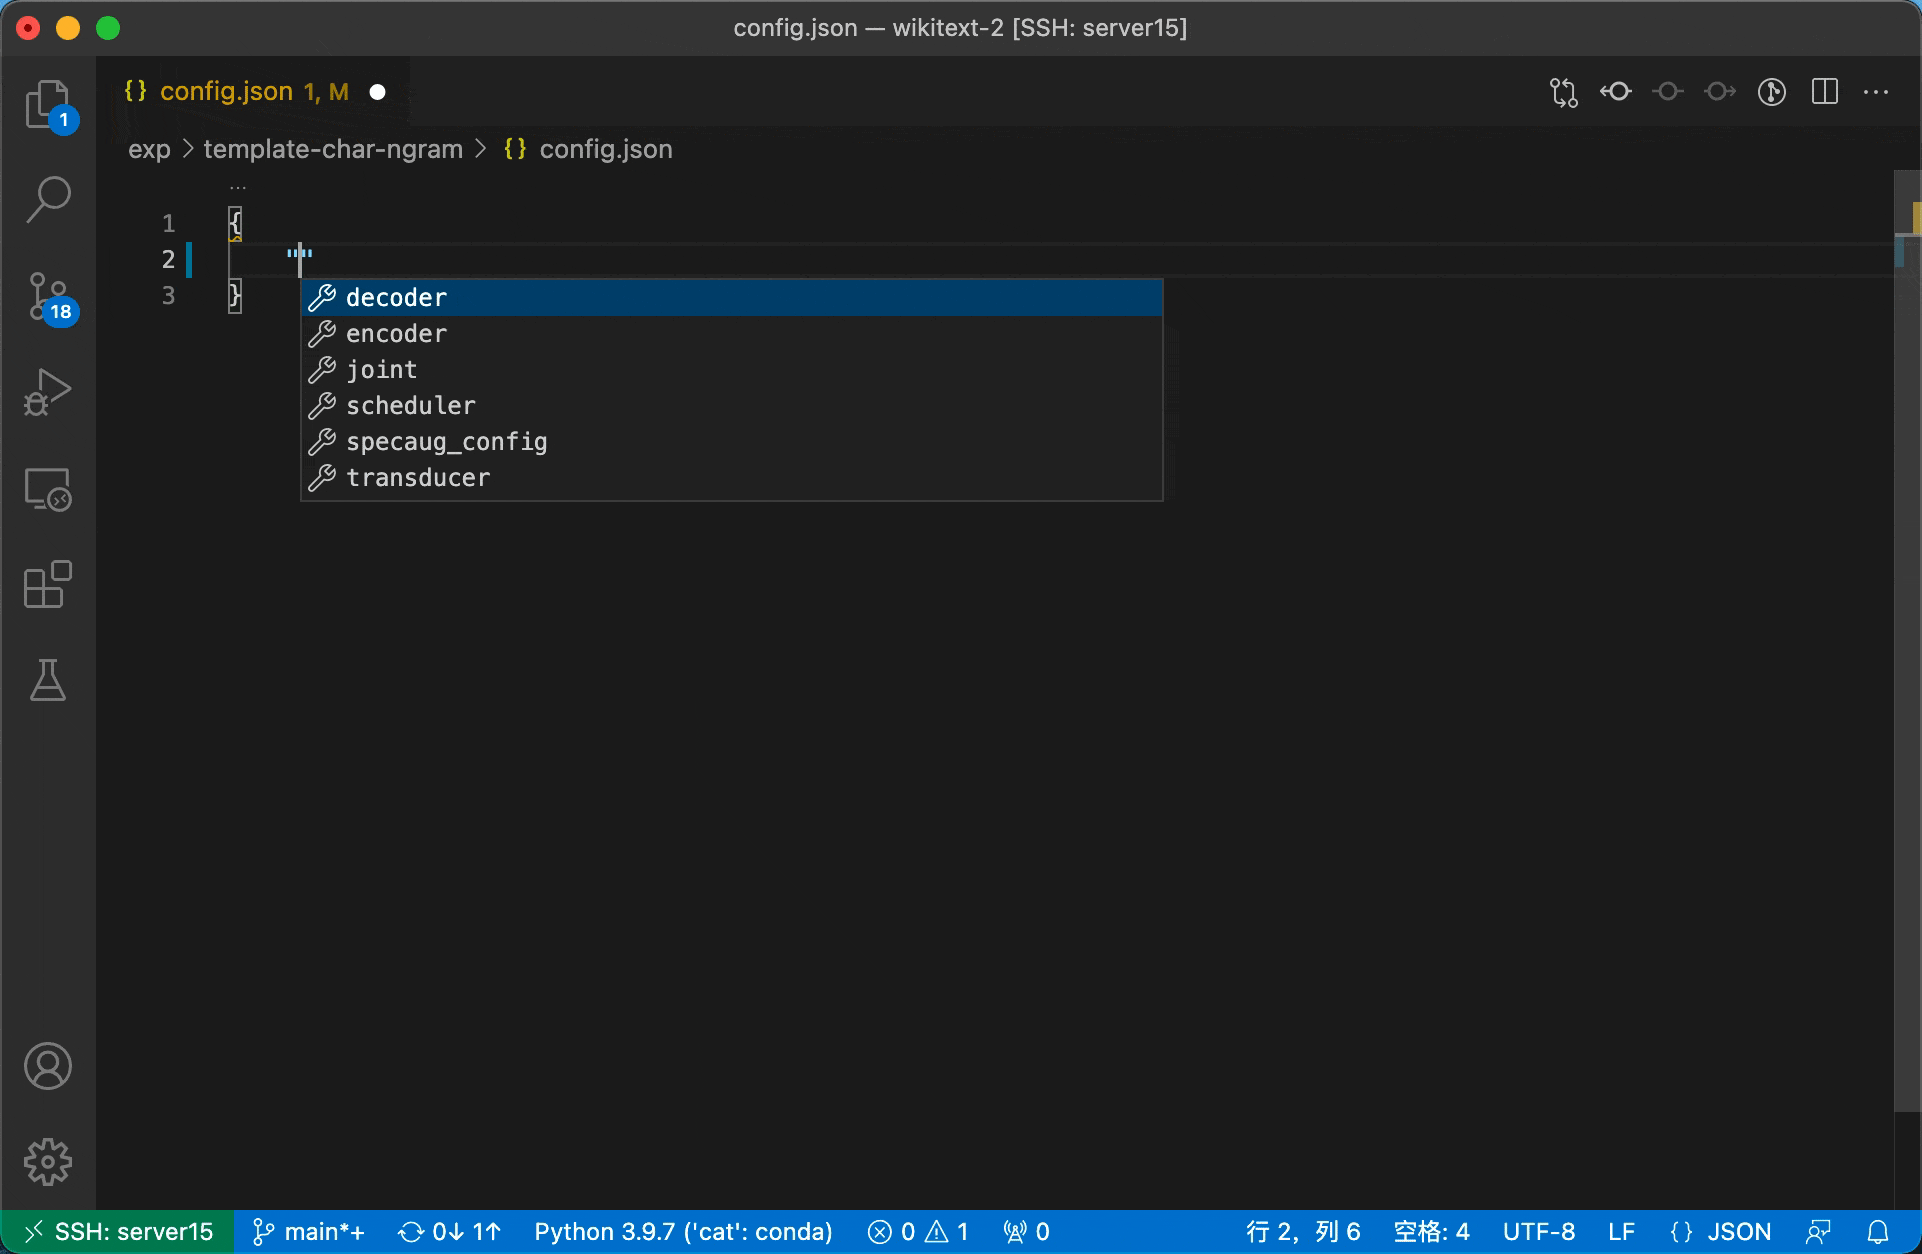 config.json — wikitext-2 [SSH: server15]
{} config.json 1, M
1
exp > template-char-ngram > {} config.json
...
1 {
2 ""
3 }
decoder
encoder
joint
scheduler
specaug_config
transducer
18
SSH: server15 main*+ 0↓ 1↑ Python 3.9.7 ('cat': conda) 0 1 0 行 2，列 6 空格: 4 UTF-8 LF {} JSON